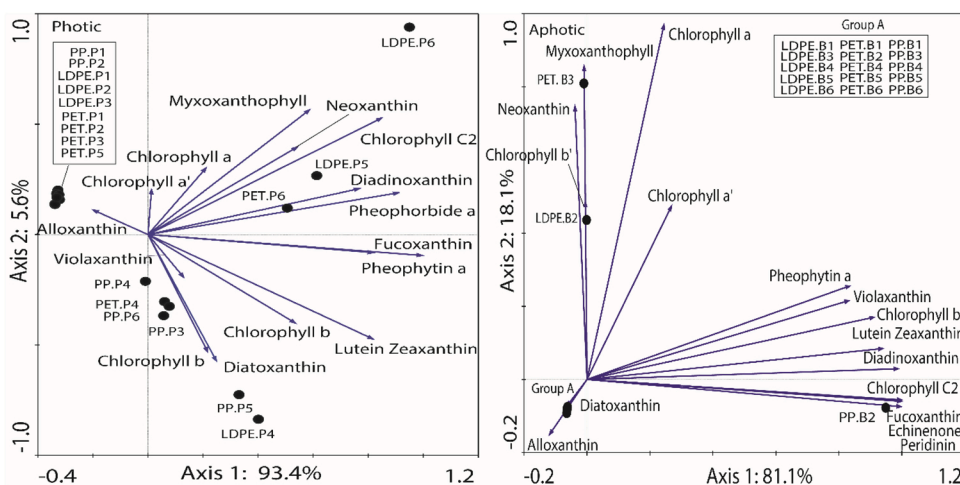 1.0
Photic
PP.P1
PP.P2
LDPE.P1
LDPE.P2
LDPE.P3
PET.P1
PET.P2
PET.P3
PET.P5
LDPE.P6
Myxoxanthophyll
Neoxanthin
Chlorophyll C2
Chlorophyll a
LDPE.P5
Chlorophyll a'
Diadinoxanthin
PET.P6
Pheophorbide a
Alloxanthin
Fucoxanthin
Violaxanthin
Pheophytin a
PP.P4
PET.P4
PP.P6
PP.P3
Chlorophyll b
Lutein Zeaxanthin
Chlorophyll b
Diatoxanthin
PP.P5
LDPE.P4
Axis 2: 5.6%
-1.0
-0.4
Axis 1: 93.4%
1.2
1.0
Aphotic
Chlorophyll a
Group A
LDPE.B1 PET.B1 PP.B1
LDPE.B3 PET.B2 PP.B3
LDPE.B4 PET.B4 PP.B4
LDPE.B5 PET.B5 PP.B5
LDPE.B6 PET.B6 PP.B6
Myxoxanthophyll
PET.B3
Neoxanthin
Chlorophyll b'
Chlorophyll a'
LDPE.B2
Pheophytin a
Violaxanthin
Chlorophyll b
Lutein Zeaxanthin
Diadinoxanthin
Group A
Chlorophyll C2
Diatoxanthin
PP.B2
Fucoxanthin
Echinenone
Peridinin
Alloxanthin
Axis 2: 18.1%
-0.2
-0.2
Axis 1: 81.1%
1.2